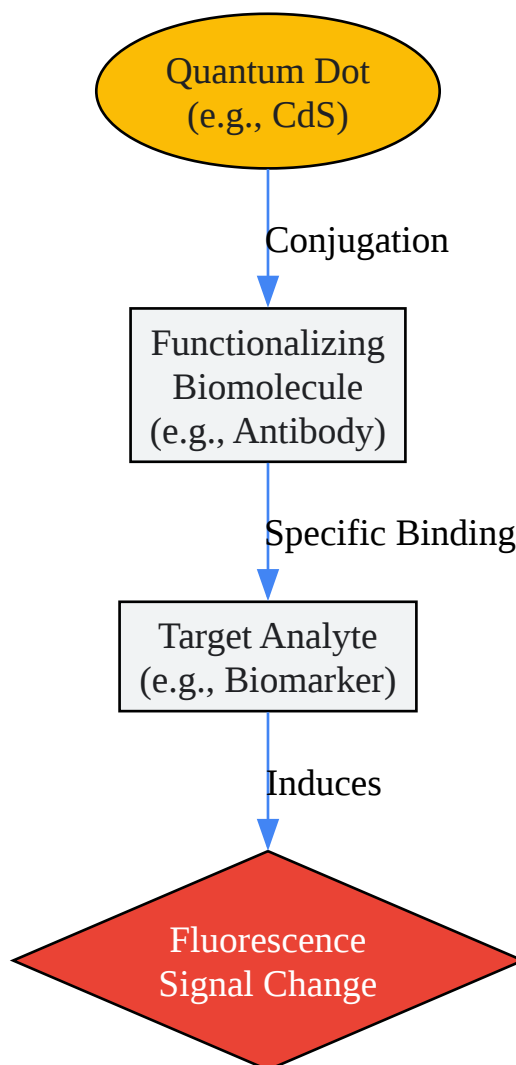 Quantum Dot
(e.g., CdS)
Conjugation
Functionalizing
Biomolecule
(e.g., Antibody)
Specific Binding
Target Analyte
(e.g., Biomarker)
Induces
Fluorescence
Signal Change